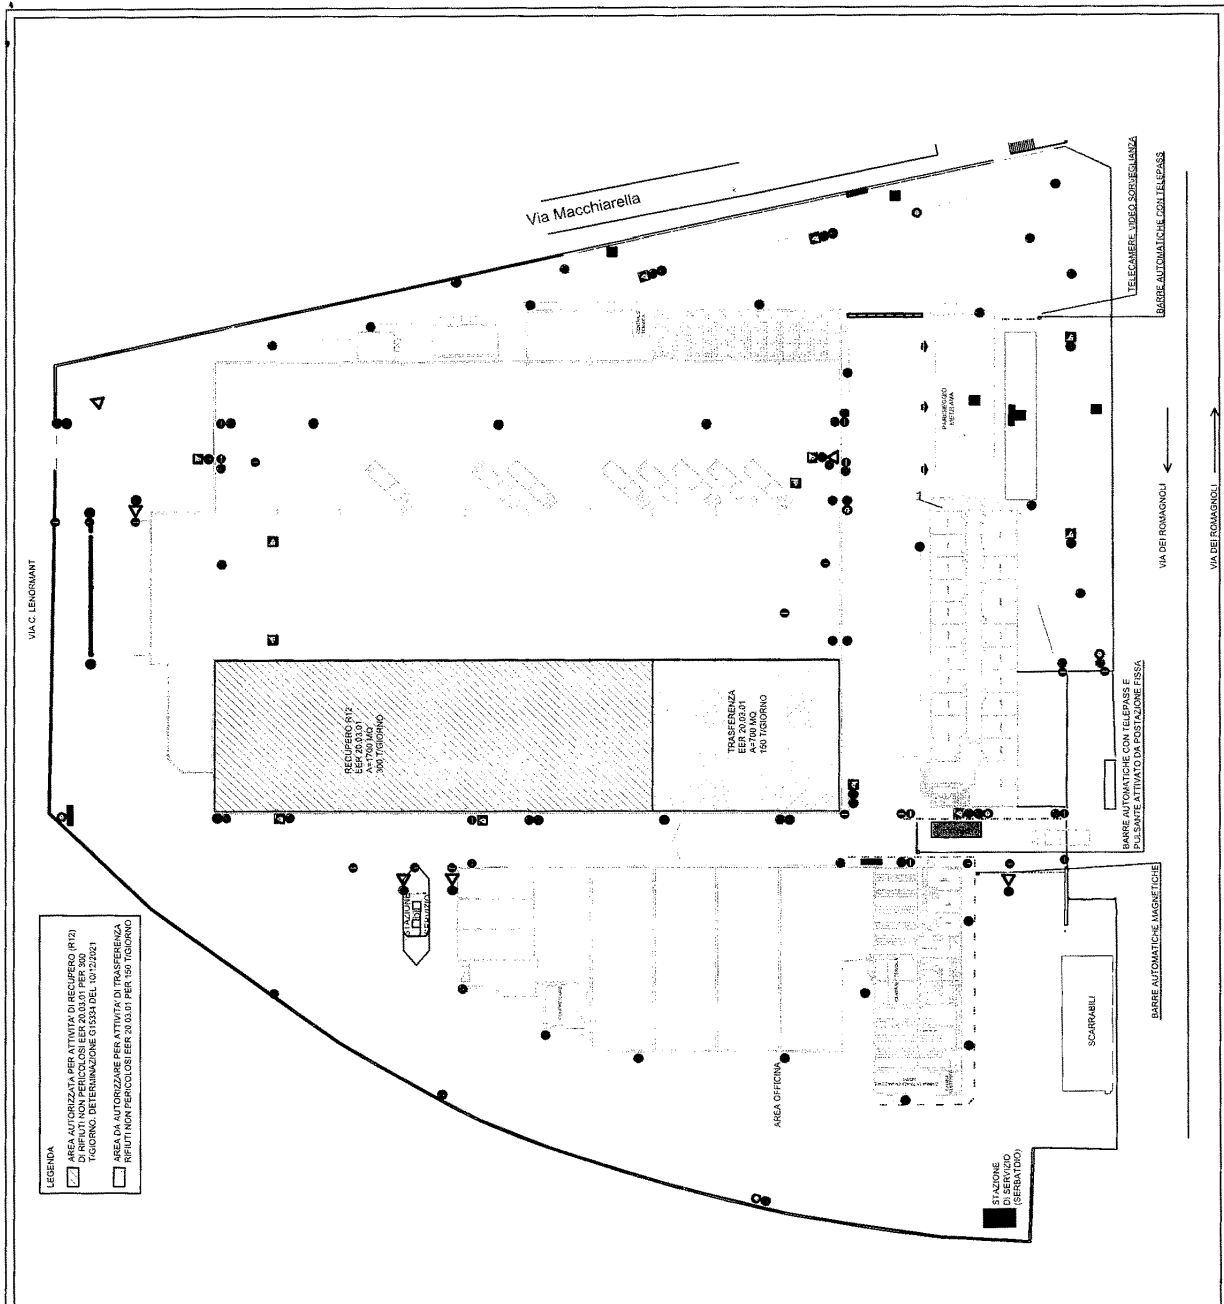 VIA C. LENORMANT
Via Macchiarella
TELECAMERE VIDEO SORVEGLIANZA
BARRE AUTOMATICHE CON TELEPASS
VIA DEI ROMAGNOLI
VIA DEI ROMAGNOLI
RECUPERO R12
EER 20.03.01
A=1700 MQ
300 T/GIORNO
TRASFERENZA
EER 20.03.01
A=700 MQ
150 T/GIORNO
BARRE AUTOMATICHE CON TELEPASS E
PULSANTE ATTIVATO DA POSTAZIONE FISSA
BARRE AUTOMATICHE MAGNETICHE
STAZIONE
SERVIZIO
AREA OFFICINA
SCARRABILI
STAZIONE
DI SERVIZIO
(SERBATOIO)
LEGENDA
AREA AUTORIZZATA PER ATTIVITA' DI RECUPERO (R12)
DI RIFIUTI NON PERICOLOSI EER 20.03.01 PER 300
T/GIORNO. DETERMINAZIONE G15334 DEL 10/12/2021
AREA DA AUTORIZZARE PER ATTIVITA' DI TRASFERENZA
RIFIUTI NON PERICOLOSI EER 20.03.01 PER 150 T/GIORNO